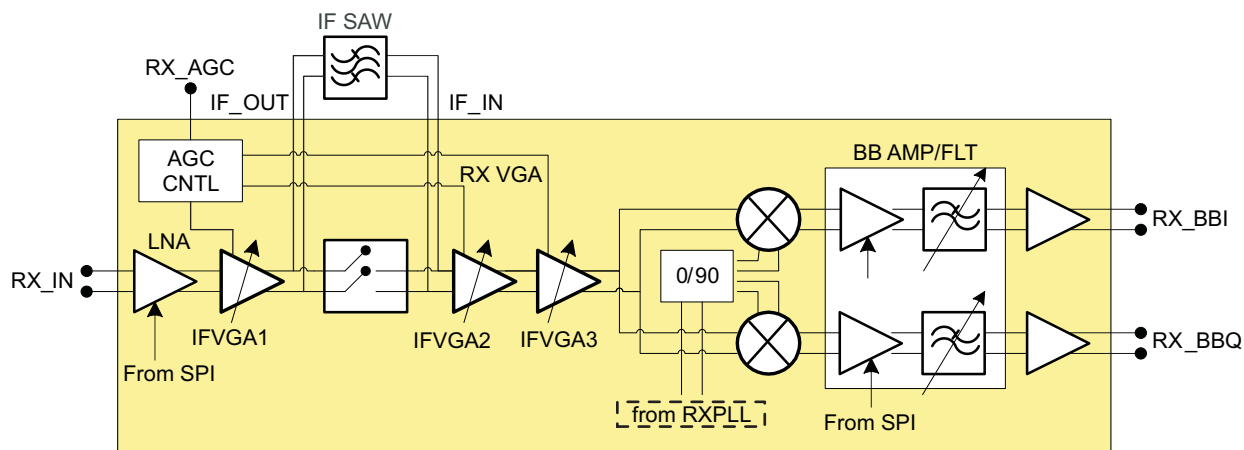 IF SAW
RX_AGC
IF_OUT
IF_IN
AGC
CNTL
RX VGA
BB AMP/FLT
LNA
RX_IN
RX_BBI
0/90
IFVGA1
IFVGA2
IFVGA3
RX_BBQ
From SPI
from RXPLL
From SPI